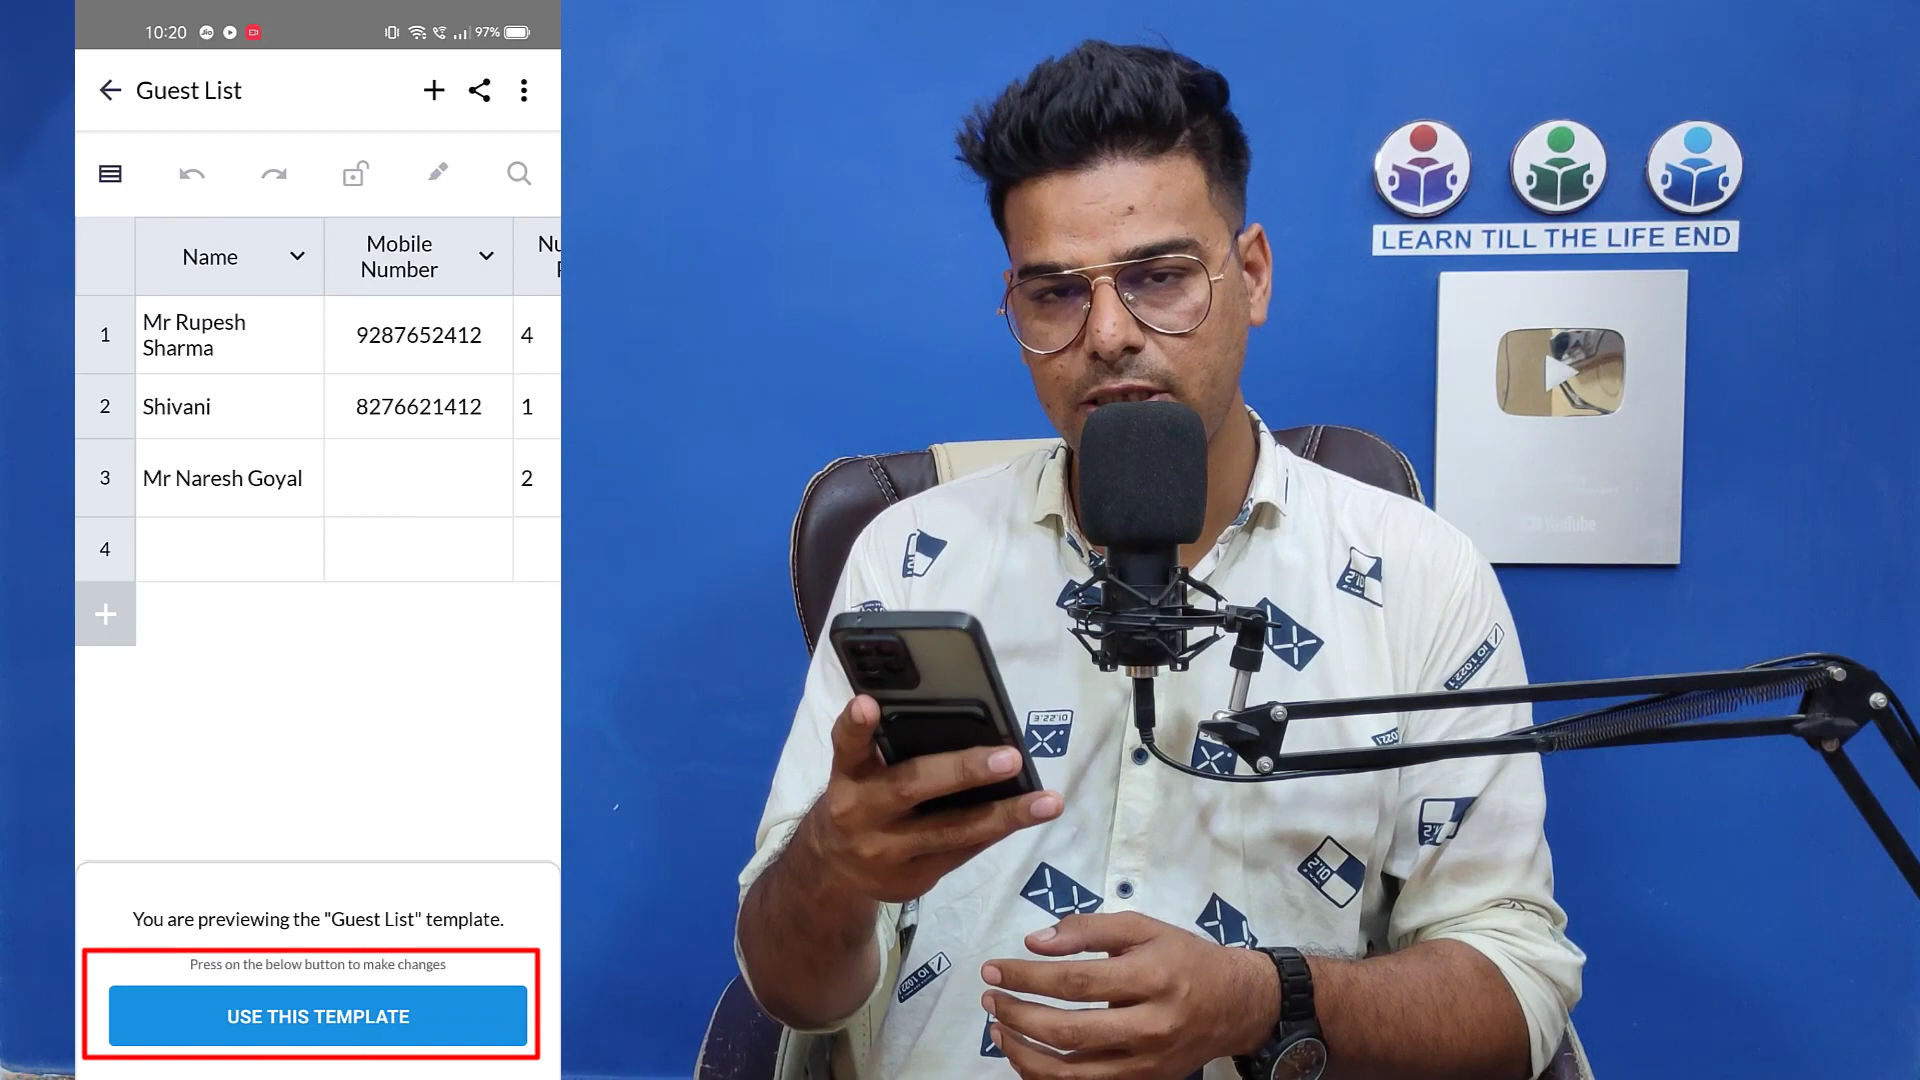 10:20
97%
Guest List
Name
Mobile
Number
Nu
1
Mr Rupesh
Sharma
9287652412
4
2
Shivani
8276621412
1
3
Mr Naresh Goyal
2
4
You are previewing the "Guest List" template.
Press on the below button to make changes
USE THIS TEMPLATE
LEARN TILL THE LIFE END
YouTube